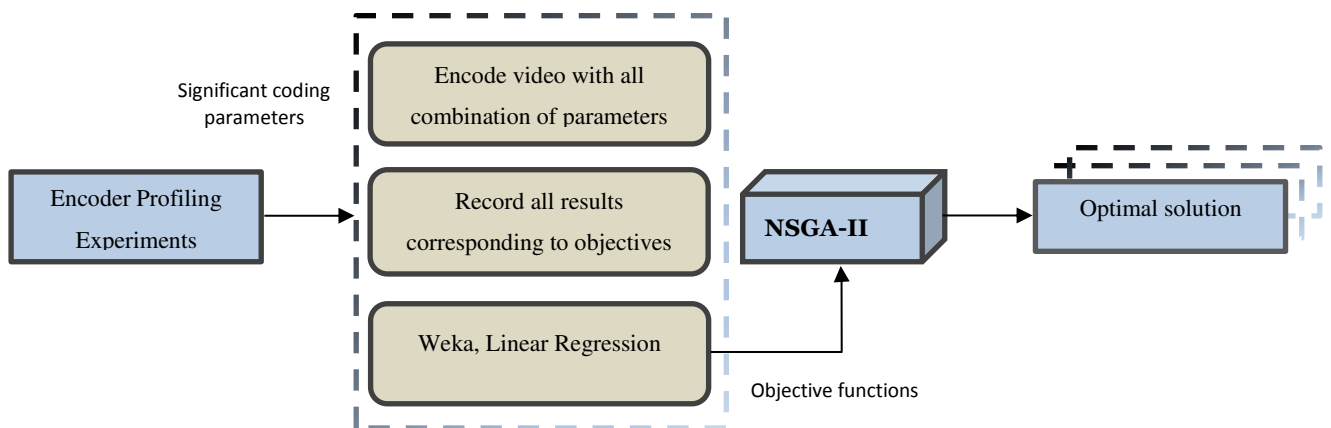 Significant coding
parameters
Encoder Profiling
Experiments
Encode video with all
combination of parameters
Record all results
corresponding to objectives
Weka, Linear Regression
Objective functions
NSGA-II
Optimal solution